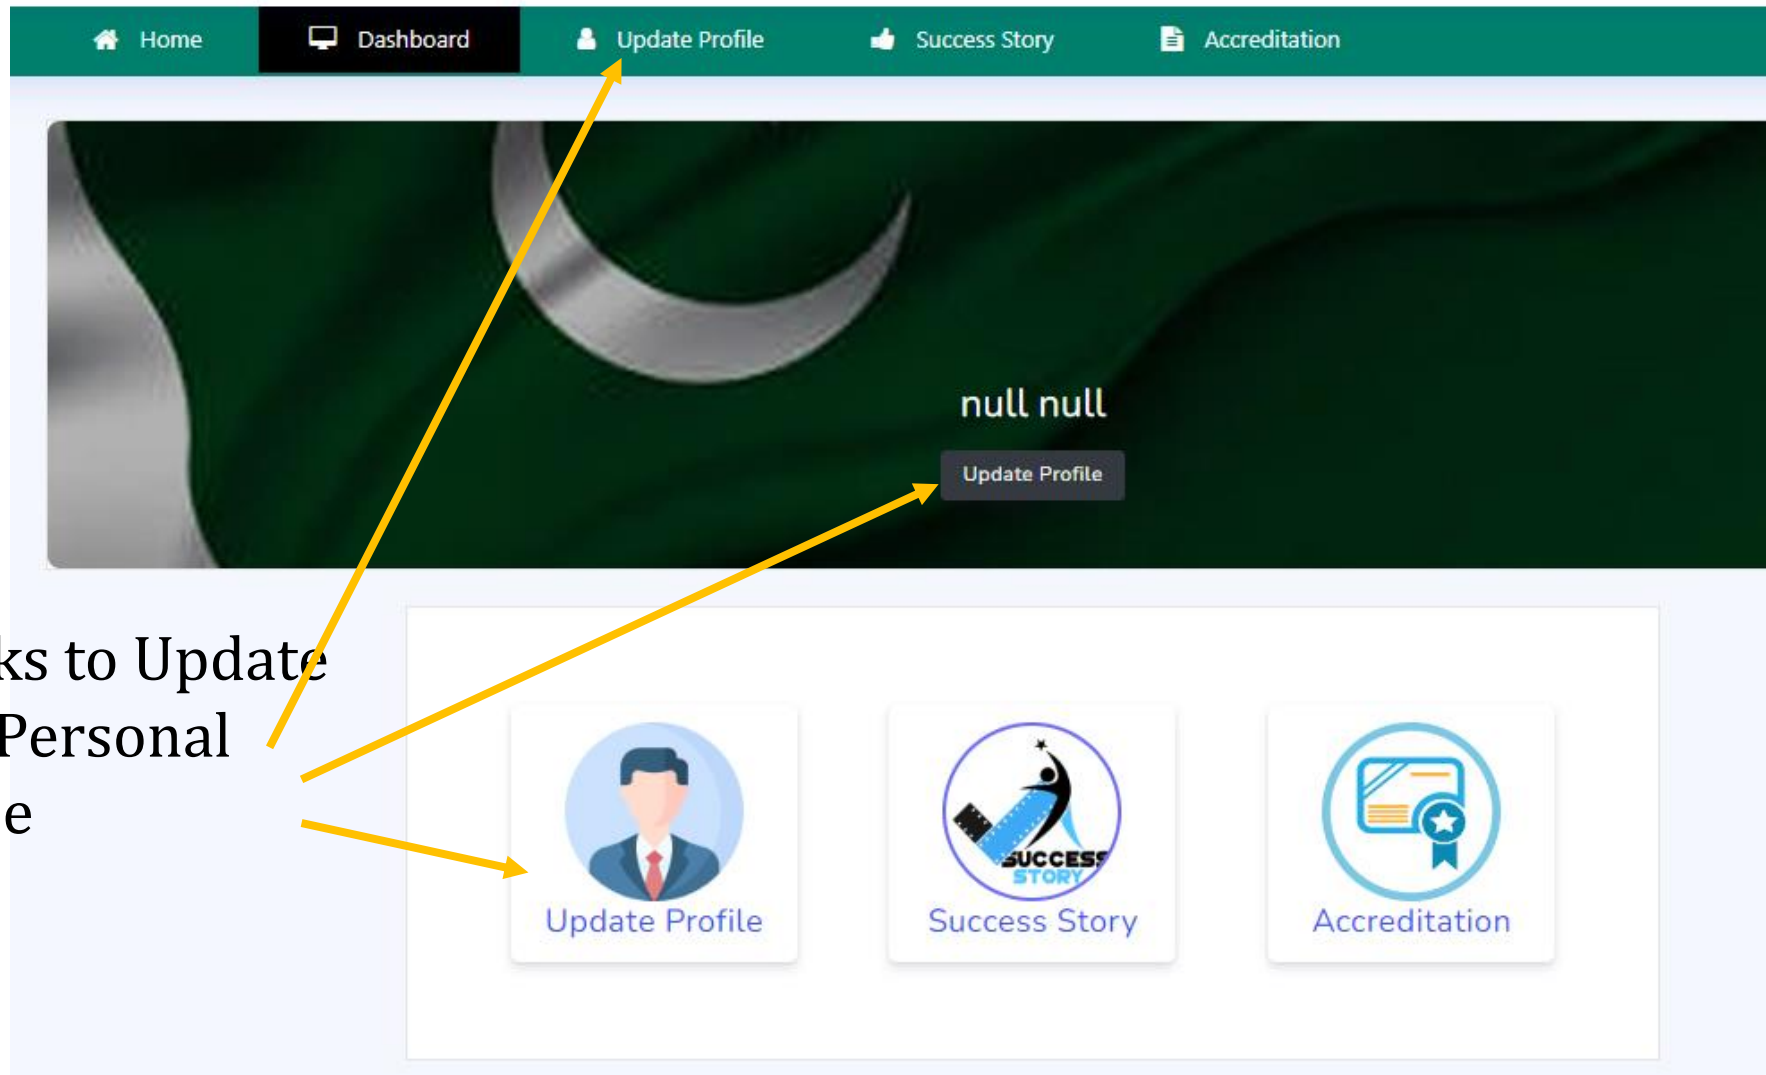 Home Dashboard Update Profile Success Story Accreditation
null null
Update Profile
ks to Update
Personal
e
SUCCESS
STORY
Update Profile Success Story Accreditation